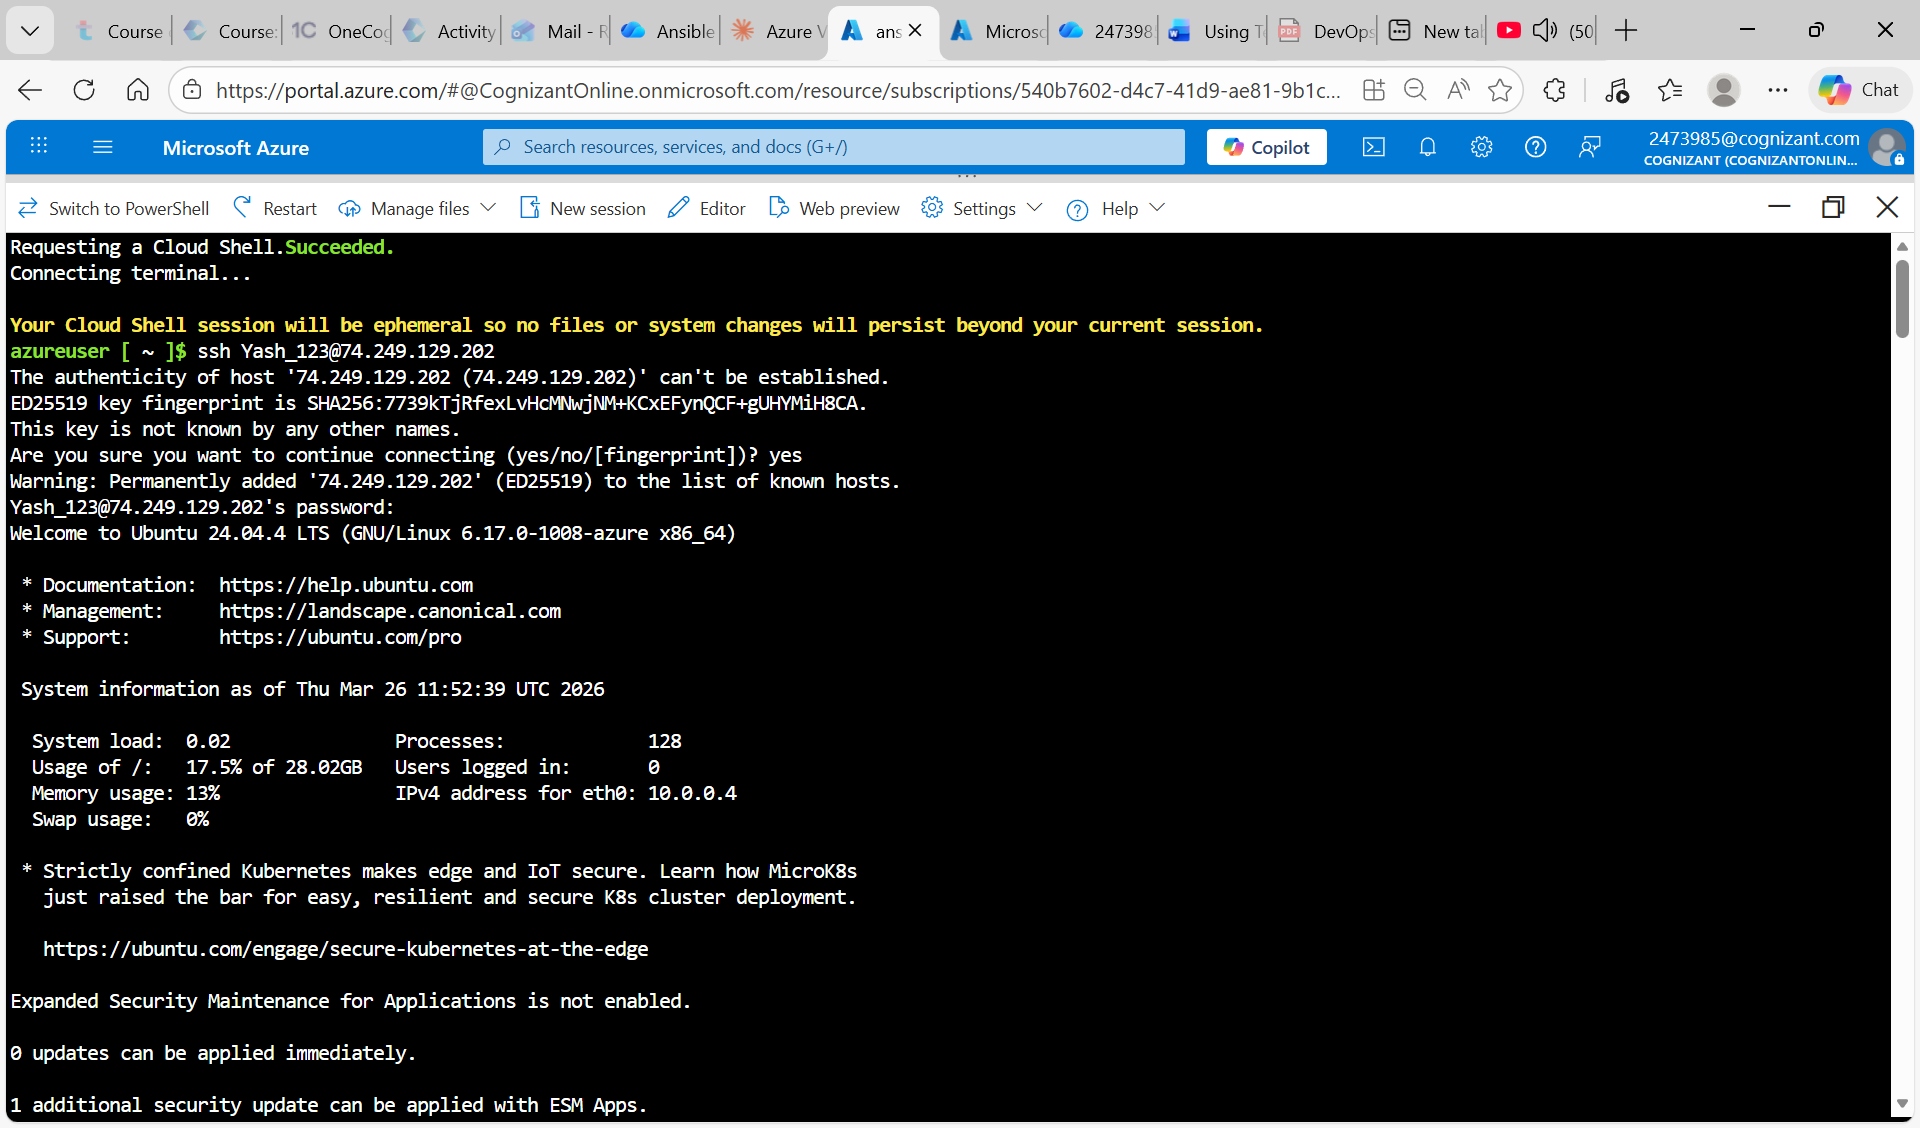 Course
Course:
1C OneCog
Activity
Mail - R
Ansible
Azure V
ans
Microso
247398
Using T
PDF DevOps
New tab
(50
https://portal.azure.com/#@CognizantOnline.onmicrosoft.com/resource/subscriptions/540b7602-d4c7-41d9-ae81-9b1c...
Chat
Microsoft Azure
Search resources, services, and docs (G+/)
Copilot
2473985@cognizant.com
COGNIZANT (COGNIZANTONLIN...
Switch to PowerShell
Restart
Manage files
New session
Editor
Web preview
Settings
Help
Requesting a Cloud Shell.Succeeded.
Connecting terminal...
Your Cloud Shell session will be ephemeral so no files or system changes will persist beyond your current session.
azureuser [ ~ ]$ ssh Yash_123@74.249.129.202
The authenticity of host '74.249.129.202 (74.249.129.202)' can't be established.
ED25519 key fingerprint is SHA256:7739kTjRfexLvHcMNwjNM+KCxEFynQCF+gUHYMiH8CA.
This key is not known by any other names.
Are you sure you want to continue connecting (yes/no/[fingerprint])? yes
Warning: Permanently added '74.249.129.202' (ED25519) to the list of known hosts.
Yash_123@74.249.129.202's password:
Welcome to Ubuntu 24.04.4 LTS (GNU/Linux 6.17.0-1008-azure x86_64)
* Documentation:  https://help.ubuntu.com
* Management:     https://landscape.canonical.com
* Support:        https://ubuntu.com/pro
System information as of Thu Mar 26 11:52:39 UTC 2026
System load:  0.02               Processes:             128
Usage of /:   17.5% of 28.02GB   Users logged in:       0
Memory usage: 13%                IPv4 address for eth0: 10.0.0.4
Swap usage:   0%
* Strictly confined Kubernetes makes edge and IoT secure. Learn how MicroK8s
just raised the bar for easy, resilient and secure K8s cluster deployment.
https://ubuntu.com/engage/secure-kubernetes-at-the-edge
Expanded Security Maintenance for Applications is not enabled.
0 updates can be applied immediately.
1 additional security update can be applied with ESM Apps.